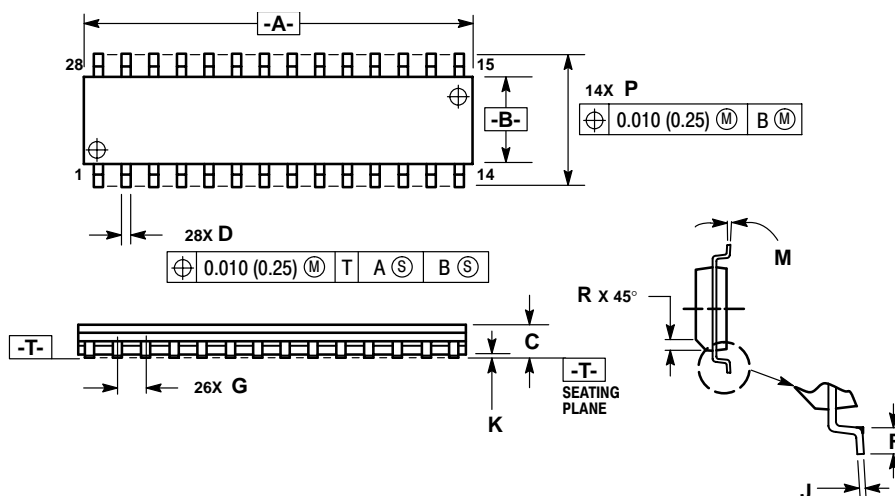 -A-
28
15
14X P
⌖ 0.010 (0.25) Ⓜ B Ⓜ
-B-
1
14
28X D
⌖ 0.010 (0.25) Ⓜ T A Ⓢ B Ⓢ
M
R X 45°
C
-T-
26X G
-T-
SEATING
PLANE
K
J